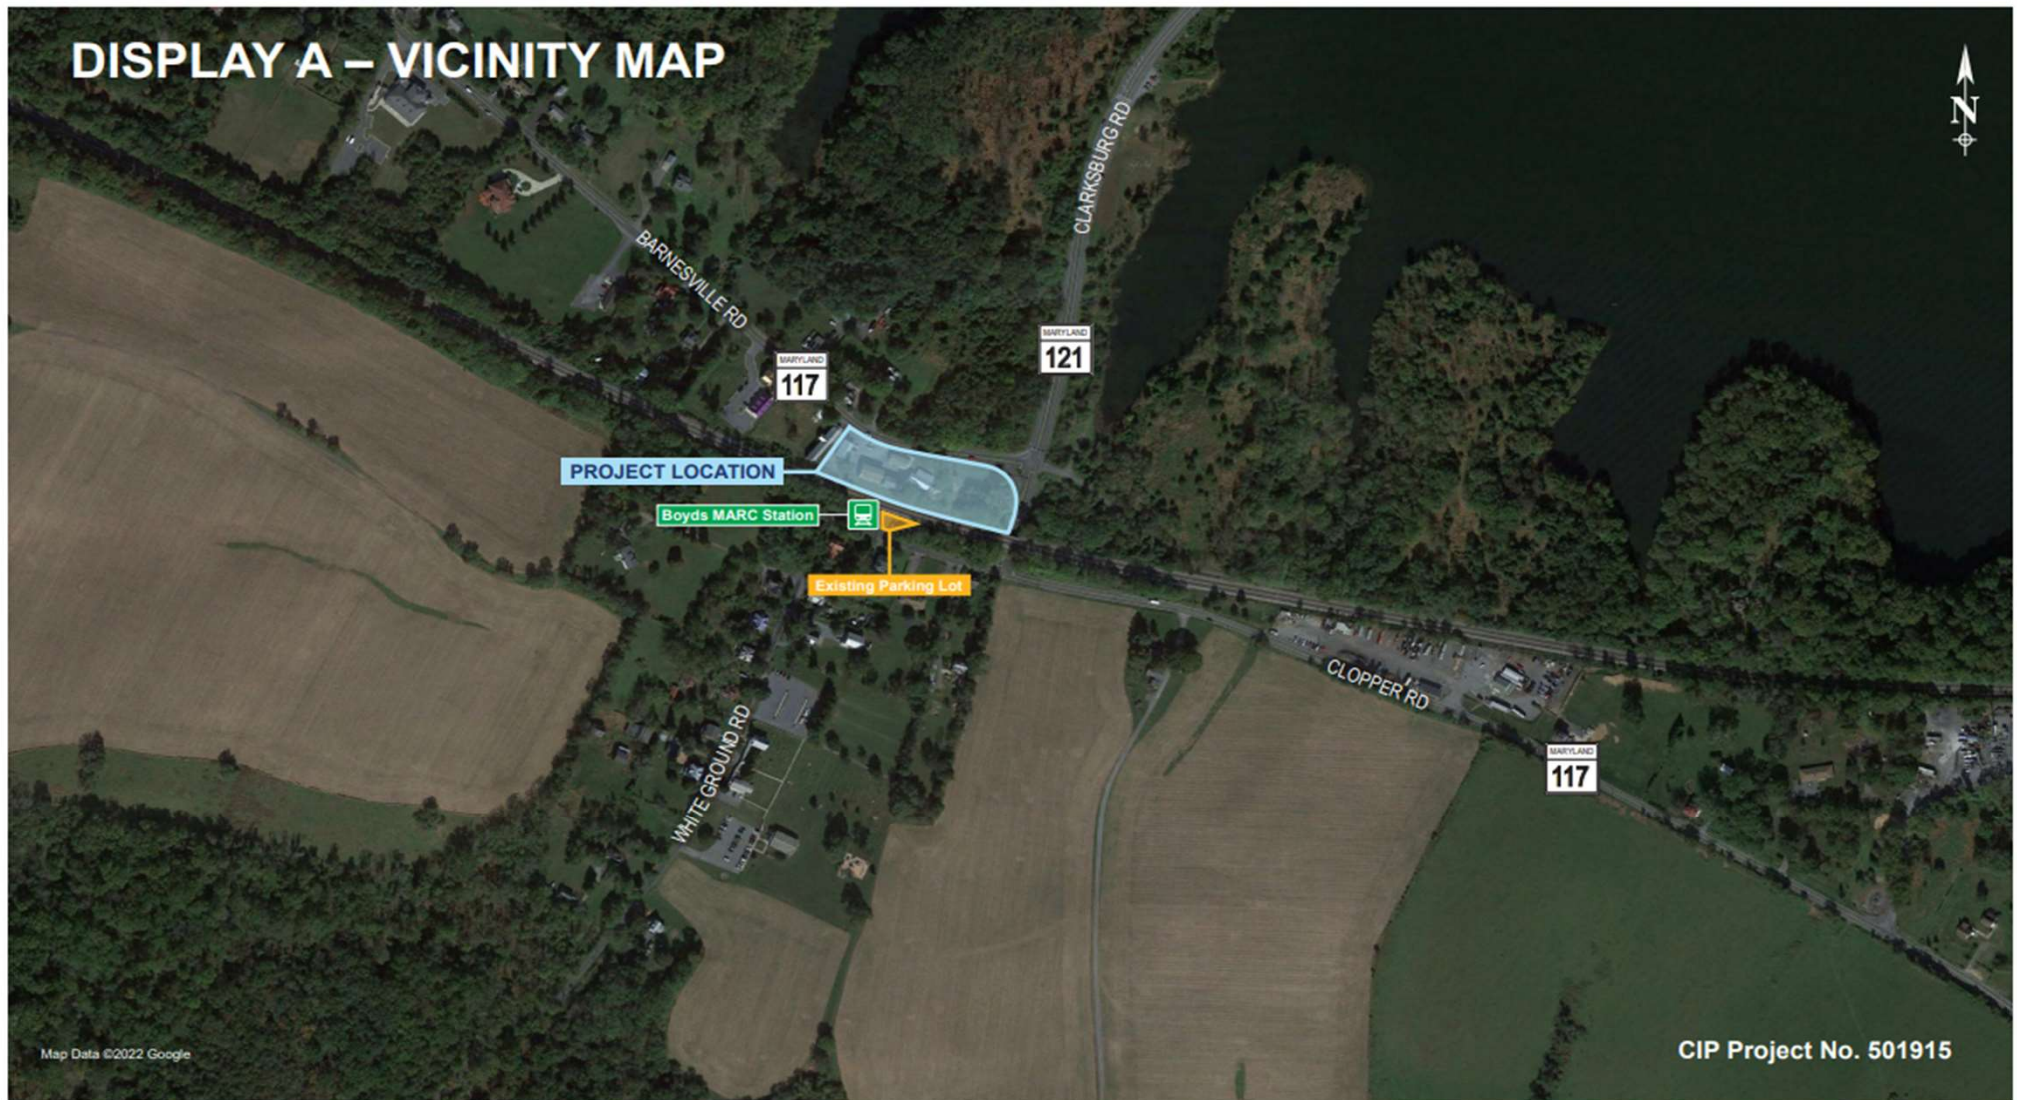 DISPLAY A – VICINITY MAP
N
CLARKSBURG RD
BARNESVILLE RD
MARYLAND
121
MARYLAND
117
PROJECT LOCATION
Boyds MARC Station
Existing Parking Lot
CLOPPER RD
WHITE GROUND RD
MARYLAND
117
Map Data ©2022 Google
CIP Project No. 501915